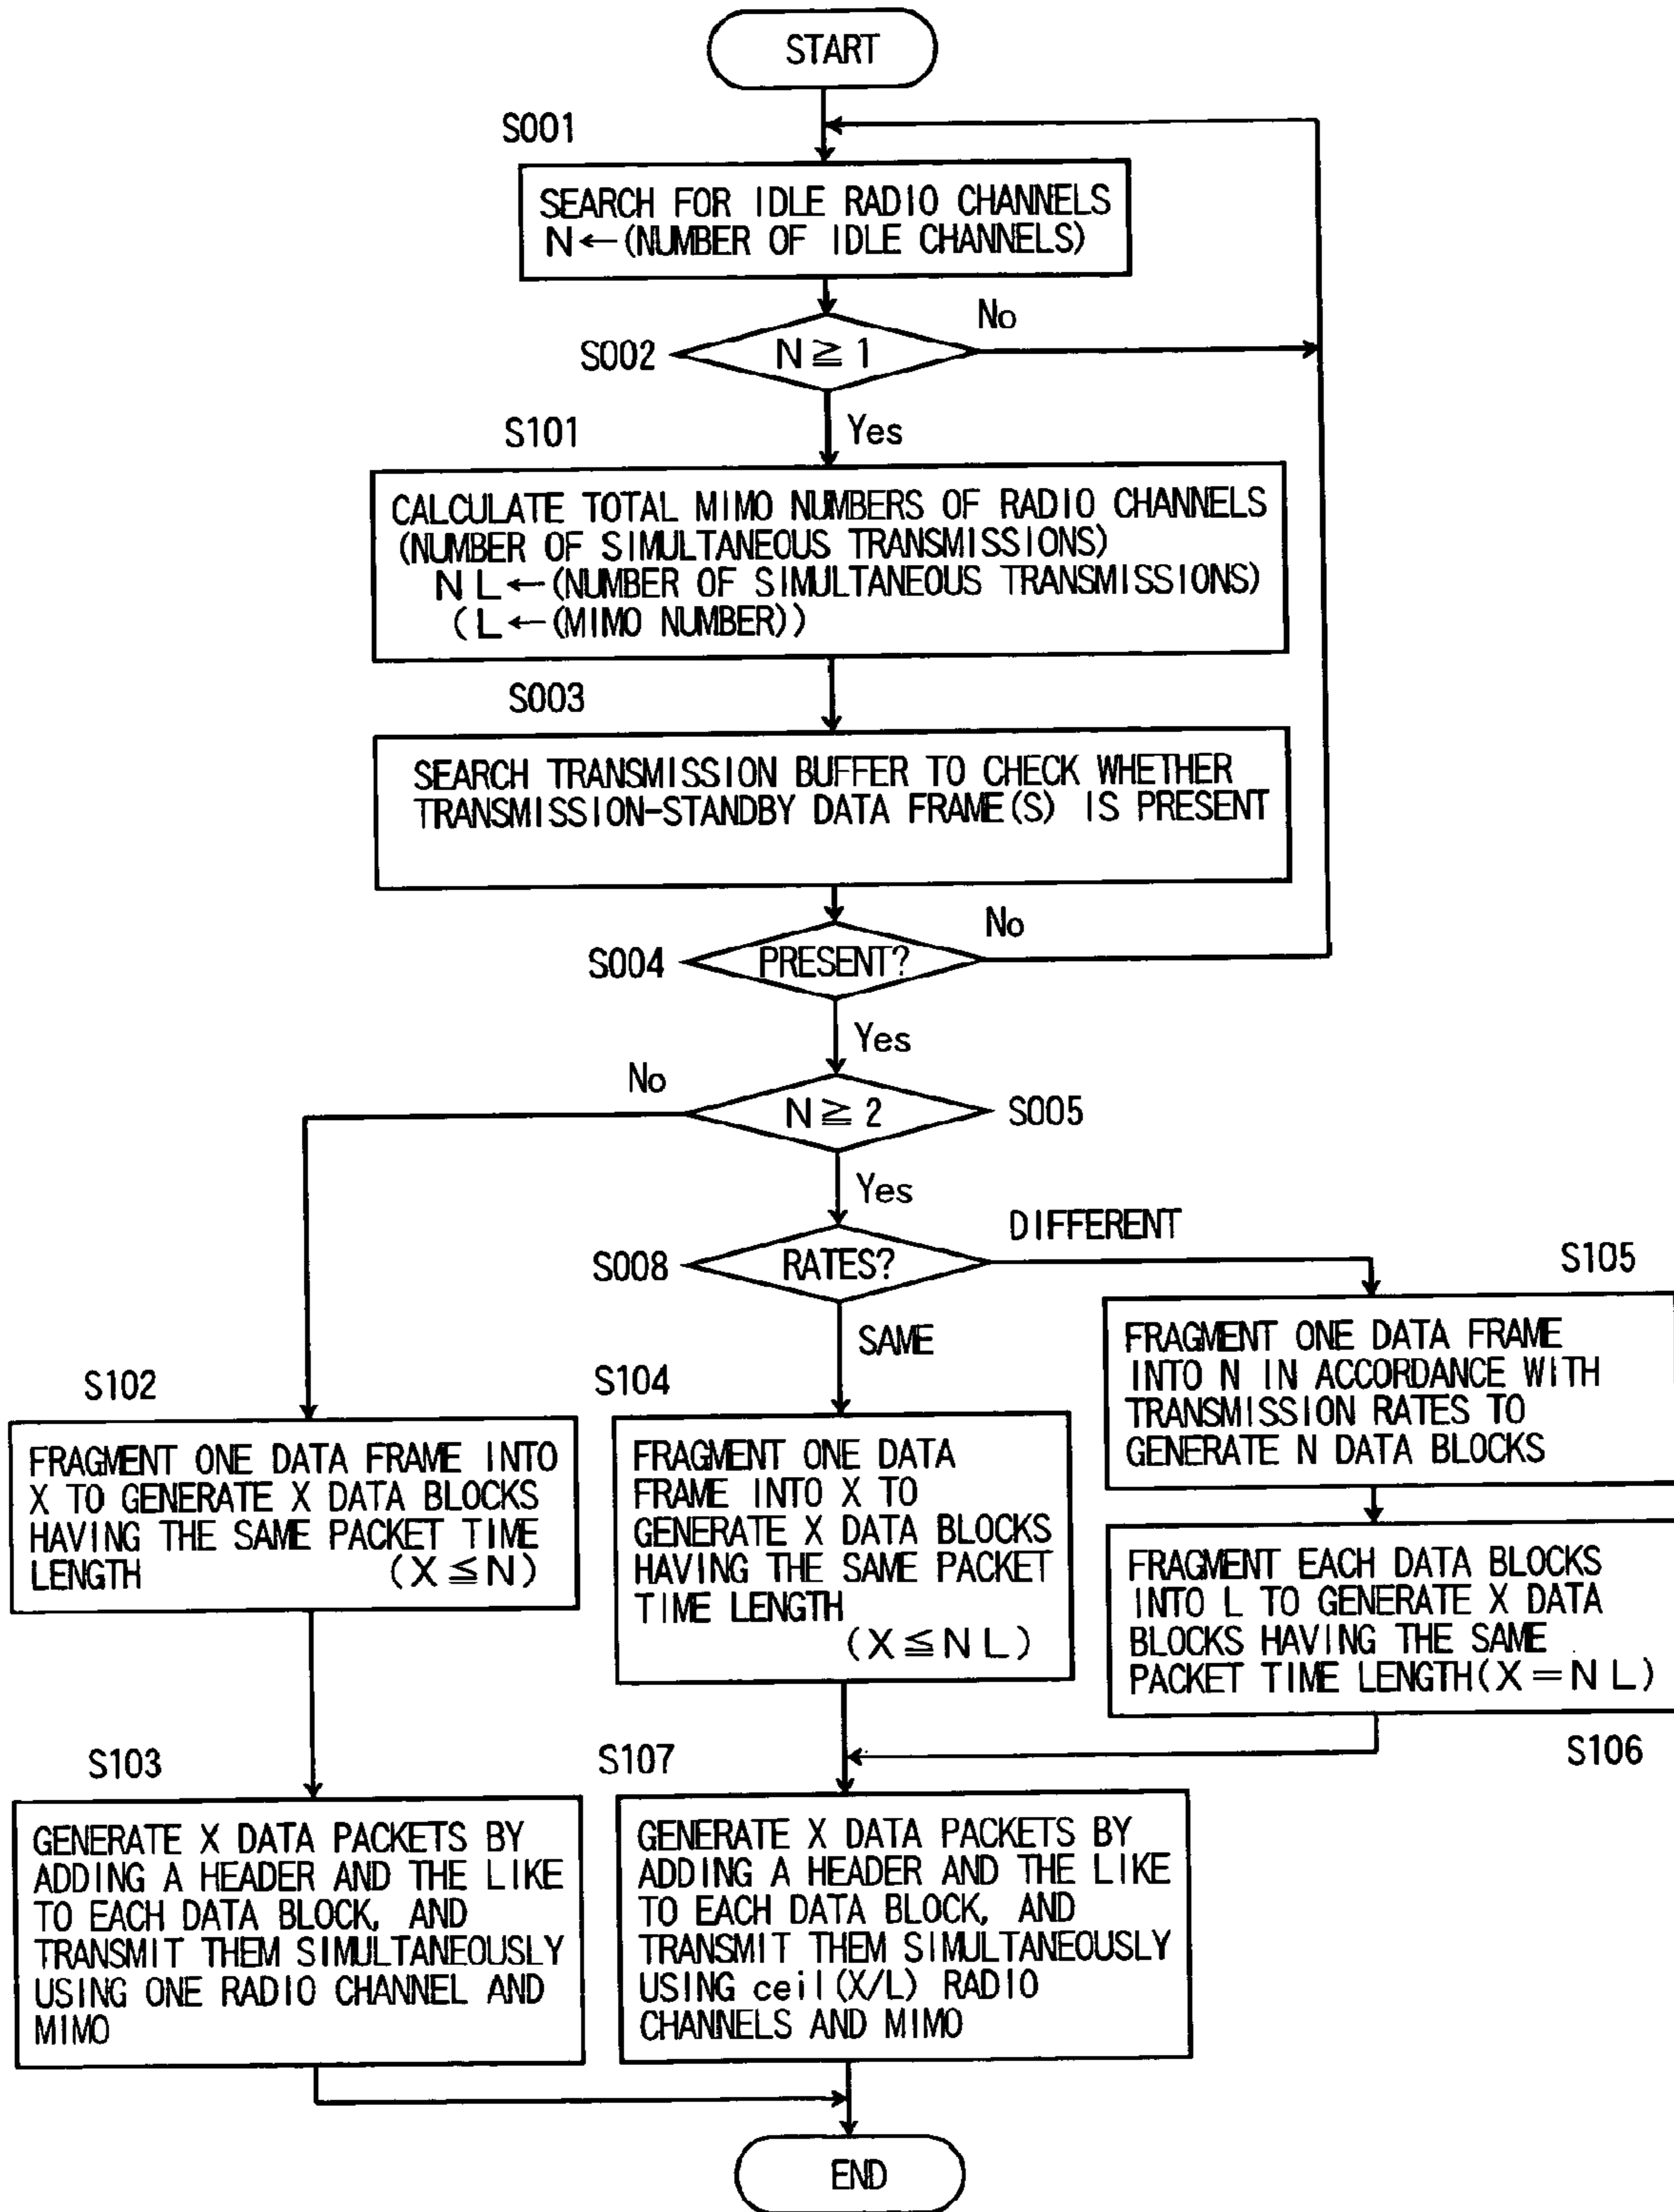 START
S001
SEARCH FOR IDLE RADIO CHANNELS
N←(NUMBER OF IDLE CHANNELS)
No
S002
N≧1
Yes
S101
CALCULATE TOTAL MIMO NUMBERS OF RADIO CHANNELS
(NUMBER OF SIMULTANEOUS TRANSMISSIONS)
NL←(NUMBER OF SIMULTANEOUS TRANSMISSIONS)
(L←(MIMO NUMBER))
S003
SEARCH TRANSMISSION BUFFER TO CHECK WHETHER
TRANSMISSION-STANDBY DATA FRAME(S) IS PRESENT
No
S004
PRESENT?
Yes
No
N≧2
S005
Yes
DIFFERENT
S008
RATES?
SAME
S105
FRAGMENT ONE DATA FRAME
INTO N IN ACCORDANCE WITH
TRANSMISSION RATES TO
GENERATE N DATA BLOCKS
S102
FRAGMENT ONE DATA FRAME INTO
X TO GENERATE X DATA BLOCKS
HAVING THE SAME PACKET TIME
LENGTH (X≦N)
S104
FRAGMENT ONE DATA
FRAME INTO X TO
GENERATE X DATA BLOCKS
HAVING THE SAME PACKET
TIME LENGTH
(X≦NL)
FRAGMENT EACH DATA BLOCKS
INTO L TO GENERATE X DATA
BLOCKS HAVING THE SAME
PACKET TIME LENGTH(X=NL)
S106
S103
GENERATE X DATA PACKETS BY
ADDING A HEADER AND THE LIKE
TO EACH DATA BLOCK, AND
TRANSMIT THEM SIMULTANEOUSLY
USING ONE RADIO CHANNEL AND
MIMO
S107
GENERATE X DATA PACKETS BY
ADDING A HEADER AND THE LIKE
TO EACH DATA BLOCK, AND
TRANSMIT THEM SIMULTANEOUSLY
USING ceil(X/L) RADIO
CHANNELS AND MIMO
END